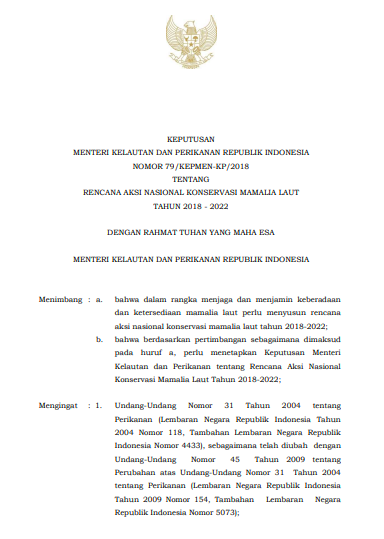 KEPUTUSAN
MENTERI KELAUTAN DAN PERIKANAN REPUBLIK INDONESIA
NOMOR 79/KEPMEN-KP/2018
TENTANG
RENCANA AKSI NASIONAL KONSERVASI MAMALIA LAUT
TAHUN 2018 - 2022
DENGAN RAHMAT TUHAN YANG MAHA ESA
MENTERI KELAUTAN DAN PERIKANAN REPUBLIK INDONESIA
Menimbang : a. bahwa dalam rangka menjaga dan menjamin keberadaan
dan ketersediaan mamalia laut perlu menyusun rencana
aksi nasional konservasi mamalia laut tahun 2018-2022;
b. bahwa berdasarkan pertimbangan sebagaimana dimaksud
pada huruf a, perlu menetapkan Keputusan Menteri
Kelautan dan Perikanan tentang Rencana Aksi Nasional
Konservasi Mamalia Laut Tahun 2018-2022;
Mengingat : 1. Undang-Undang Nomor 31 Tahun 2004 tentang
Perikanan (Lembaran Negara Republik Indonesia Tahun
2004 Nomor 118, Tambahan Lembaran Negara Republik
Indonesia Nomor 4433), sebagaimana telah diubah dengan
Undang-Undang Nomor 45 Tahun 2009 tentang
Perubahan atas Undang-Undang Nomor 31 Tahun 2004
tentang Perikanan (Lembaran Negara Republik Indonesia
Tahun 2009 Nomor 154, Tambahan Lembaran Negara
Republik Indonesia Nomor 5073);